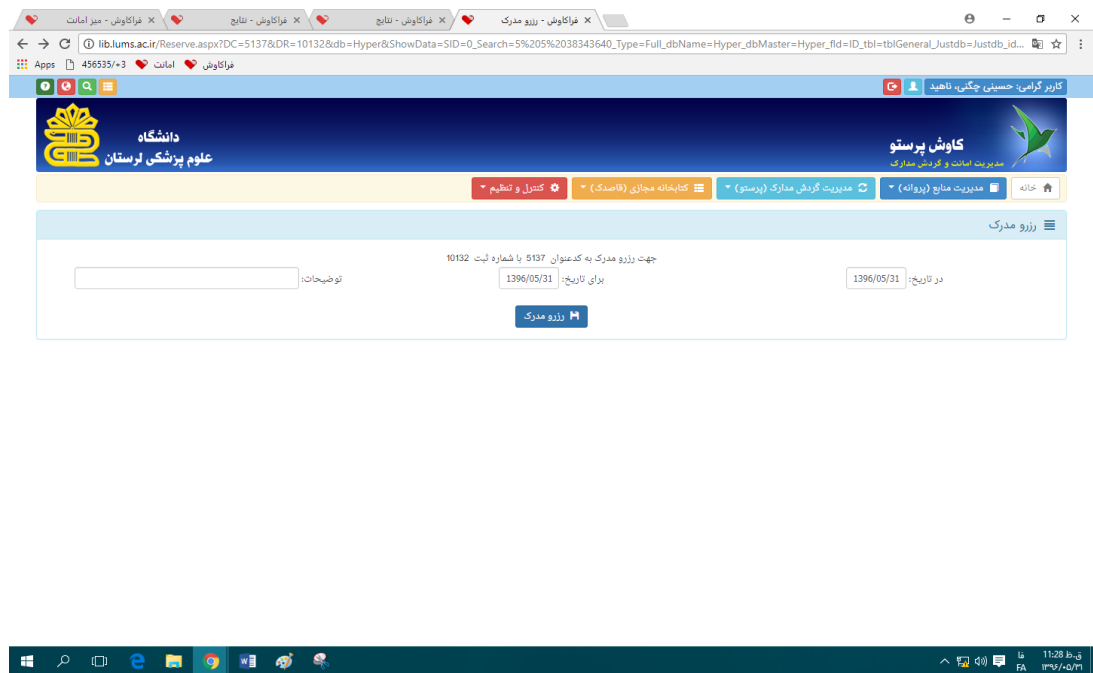 فراکاوش - میز امانت
فراکاوش - نتایج
فراکاوش - نتایج
فراکاوش - رزرو مدرک
lib.lums.ac.ir/Reserve.aspx?DC=5137&DR=10132&db=Hyper&ShowData=SID=0_Search=5%205%2038343640_Type=Full_dbName=Hyper_dbMaster=Hyper_fld=ID_tbl=tblGeneral_Justdb=Justdb_id...
Apps
456535/+3
امانت
فراکاوش
کاربر گرامی: حسینی چگنی، ناهید
دانشگاه
علوم پزشکی لرستان
کاوش پرستو
مدیریت امانت و گردش مدارک
خانه
مدیریت منابع (پروانه)
مدیریت گردش مدارک (پرستو)
کتابخانه مجازی (قاصدک)
کنترل و تنظیم
رزرو مدرک
جهت رزرو مدرک به کدعنوان 5137 با شماره ثبت 10132
در تاریخ: 1396/05/31
برای تاریخ: 1396/05/31
توضیحات:
رزرو مدرک
11:28 ق.ظ
فا
FA
۱۳۹۶/۰۵/۳۱